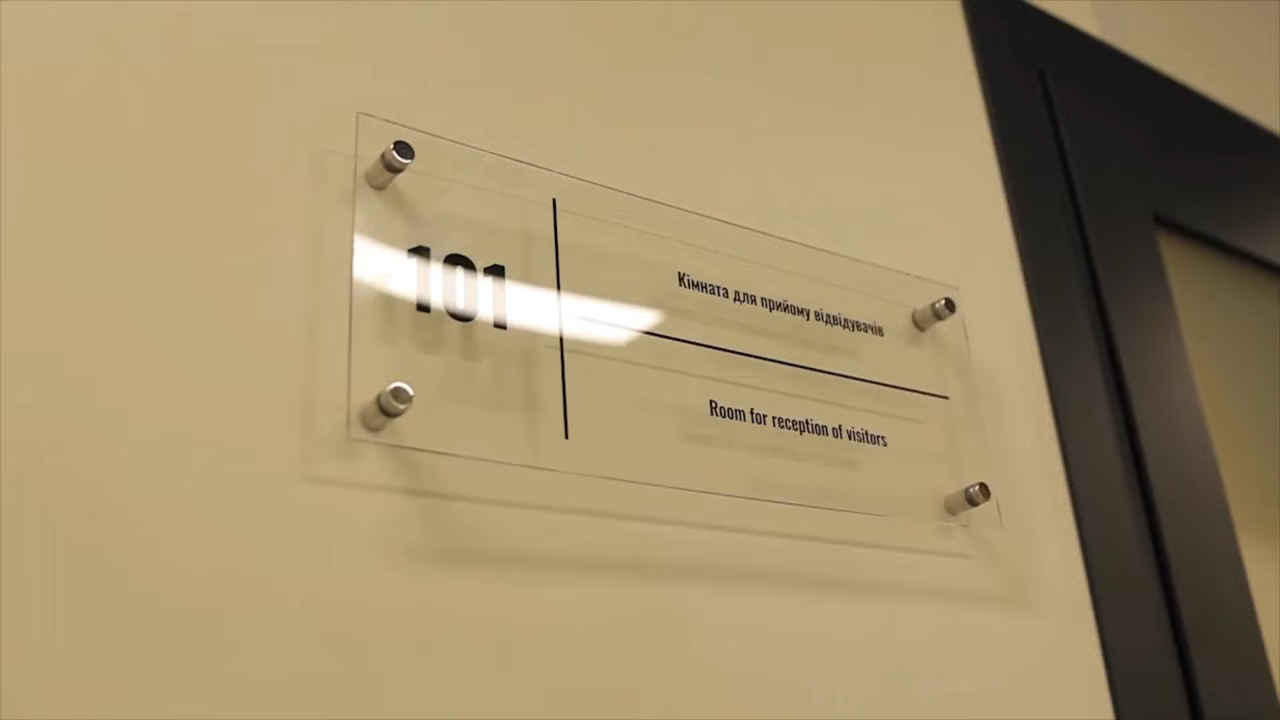 101
Кімната для прийому відвідувачів
Room for reception of visitors